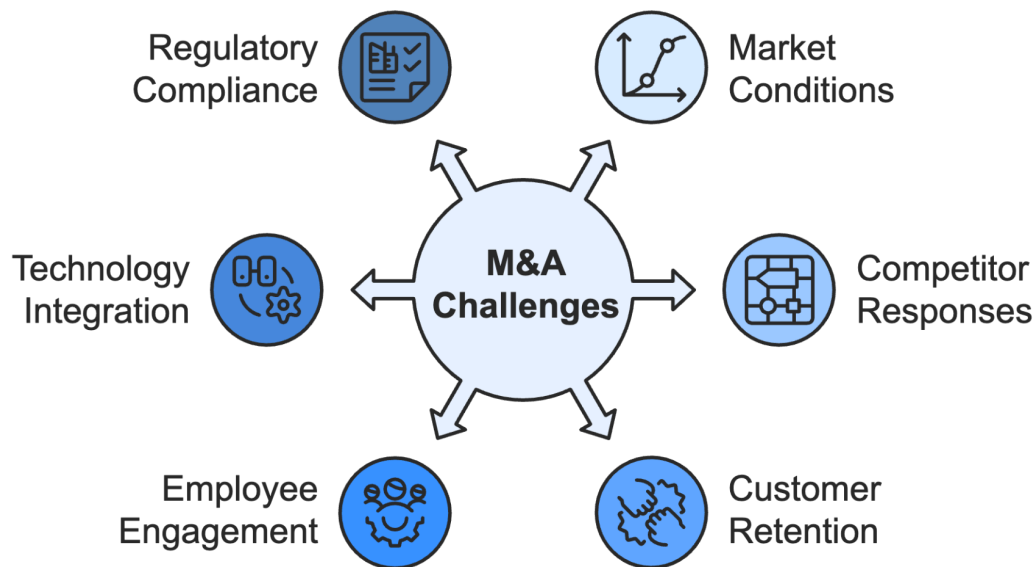 Regulatory
Compliance
Market
Conditions
Technology
Integration
M&A
Challenges
Competitor
Responses
Employee
Engagement
Customer
Retention